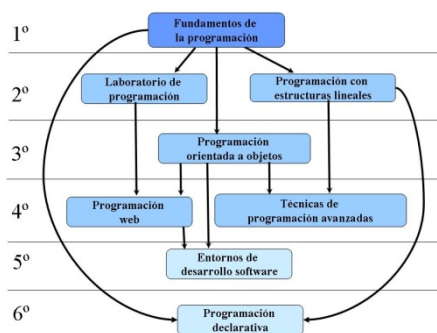 Fundamentos de
la programación
1º
Laboratorio de
programación
Programación con
estructuras lineales
2º
Programación
orientada a objetos
3º
Programación
web
Técnicas de
programación avanzadas
4º
Entornos de
desarrollo software
5º
Programación
declarativa
6º